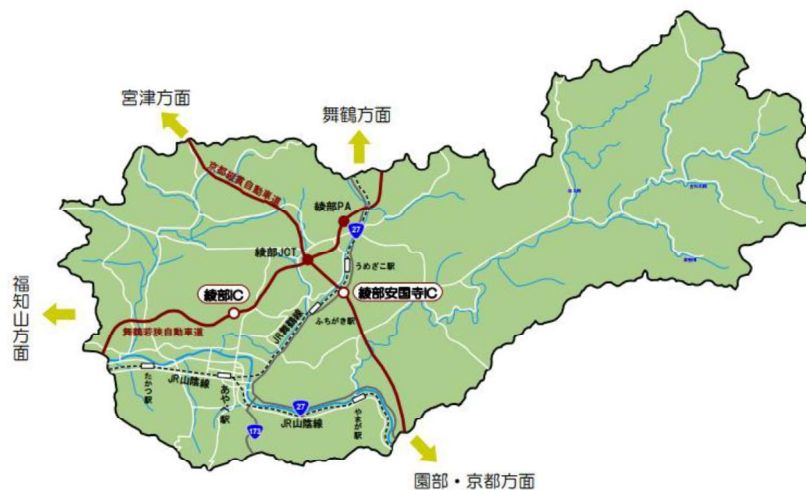 宮津方面
舞鶴方面
京都縦貫自動車道
綾部PA
27
綾部JCT
うめざこ駅
福知山方面
綾部IC
綾部安国寺IC
舞鶴若狭自動車道
JR舞鶴線
ふちがき駅
JR山陰線
たかつ駅
あやべ駅
27
JR山陰線
やまが駅
173
園部・京都方面